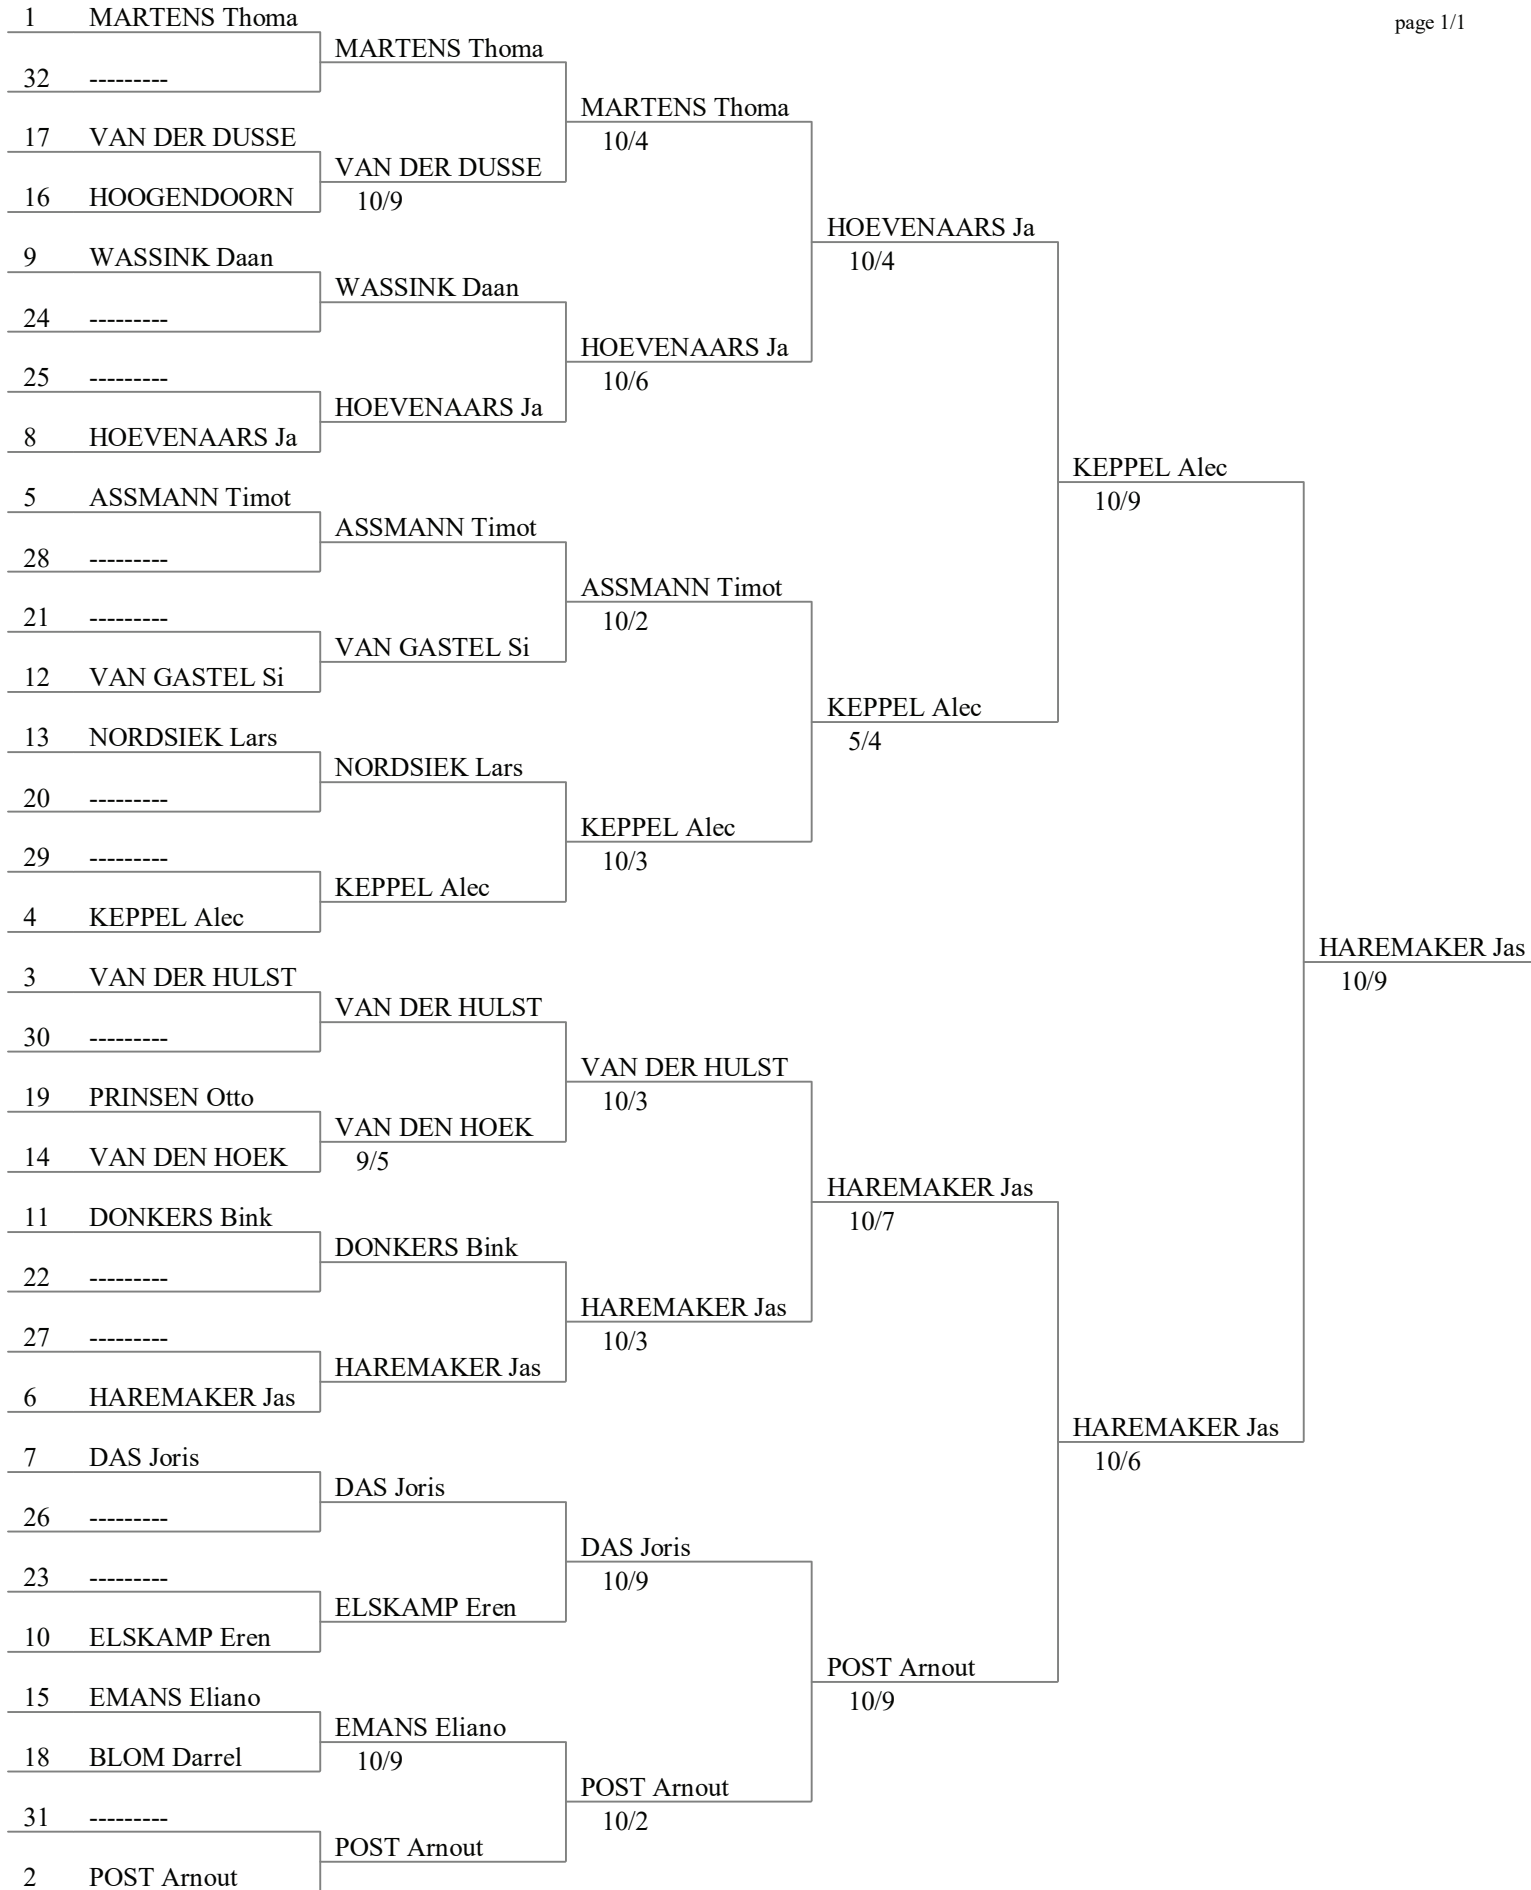 page 1/1
1 MARTENS Thoma
32 ---------
17 VAN DER DUSSE
16 HOOGENDOORN
9 WASSINK Daan
24 ---------
25 ---------
8 HOEVENAARS Ja
5 ASSMANN Timot
28 ---------
21 ---------
12 VAN GASTEL Si
13 NORDSIEK Lars
20 ---------
29 ---------
4 KEPPEL Alec
3 VAN DER HULST
30 ---------
19 PRINSEN Otto
14 VAN DEN HOEK
11 DONKERS Bink
22 ---------
27 ---------
6 HAREMAKER Jas
7 DAS Joris
26 ---------
23 ---------
10 ELSKAMP Eren
15 EMANS Eliano
18 BLOM Darrel
31 ---------
2 POST Arnout
MARTENS Thoma
VAN DER DUSSE
10/9
WASSINK Daan
HOEVENAARS Ja
ASSMANN Timot
VAN GASTEL Si
NORDSIEK Lars
KEPPEL Alec
VAN DER HULST
VAN DEN HOEK
9/5
DONKERS Bink
HAREMAKER Jas
DAS Joris
ELSKAMP Eren
EMANS Eliano
10/9
POST Arnout
MARTENS Thoma
10/4
HOEVENAARS Ja
10/6
ASSMANN Timot
10/2
KEPPEL Alec
10/3
VAN DER HULST
10/3
HAREMAKER Jas
10/3
DAS Joris
10/9
POST Arnout
10/2
HOEVENAARS Ja
10/4
KEPPEL Alec
5/4
HAREMAKER Jas
10/7
POST Arnout
10/9
KEPPEL Alec
10/9
HAREMAKER Jas
10/6
HAREMAKER Jas
10/9